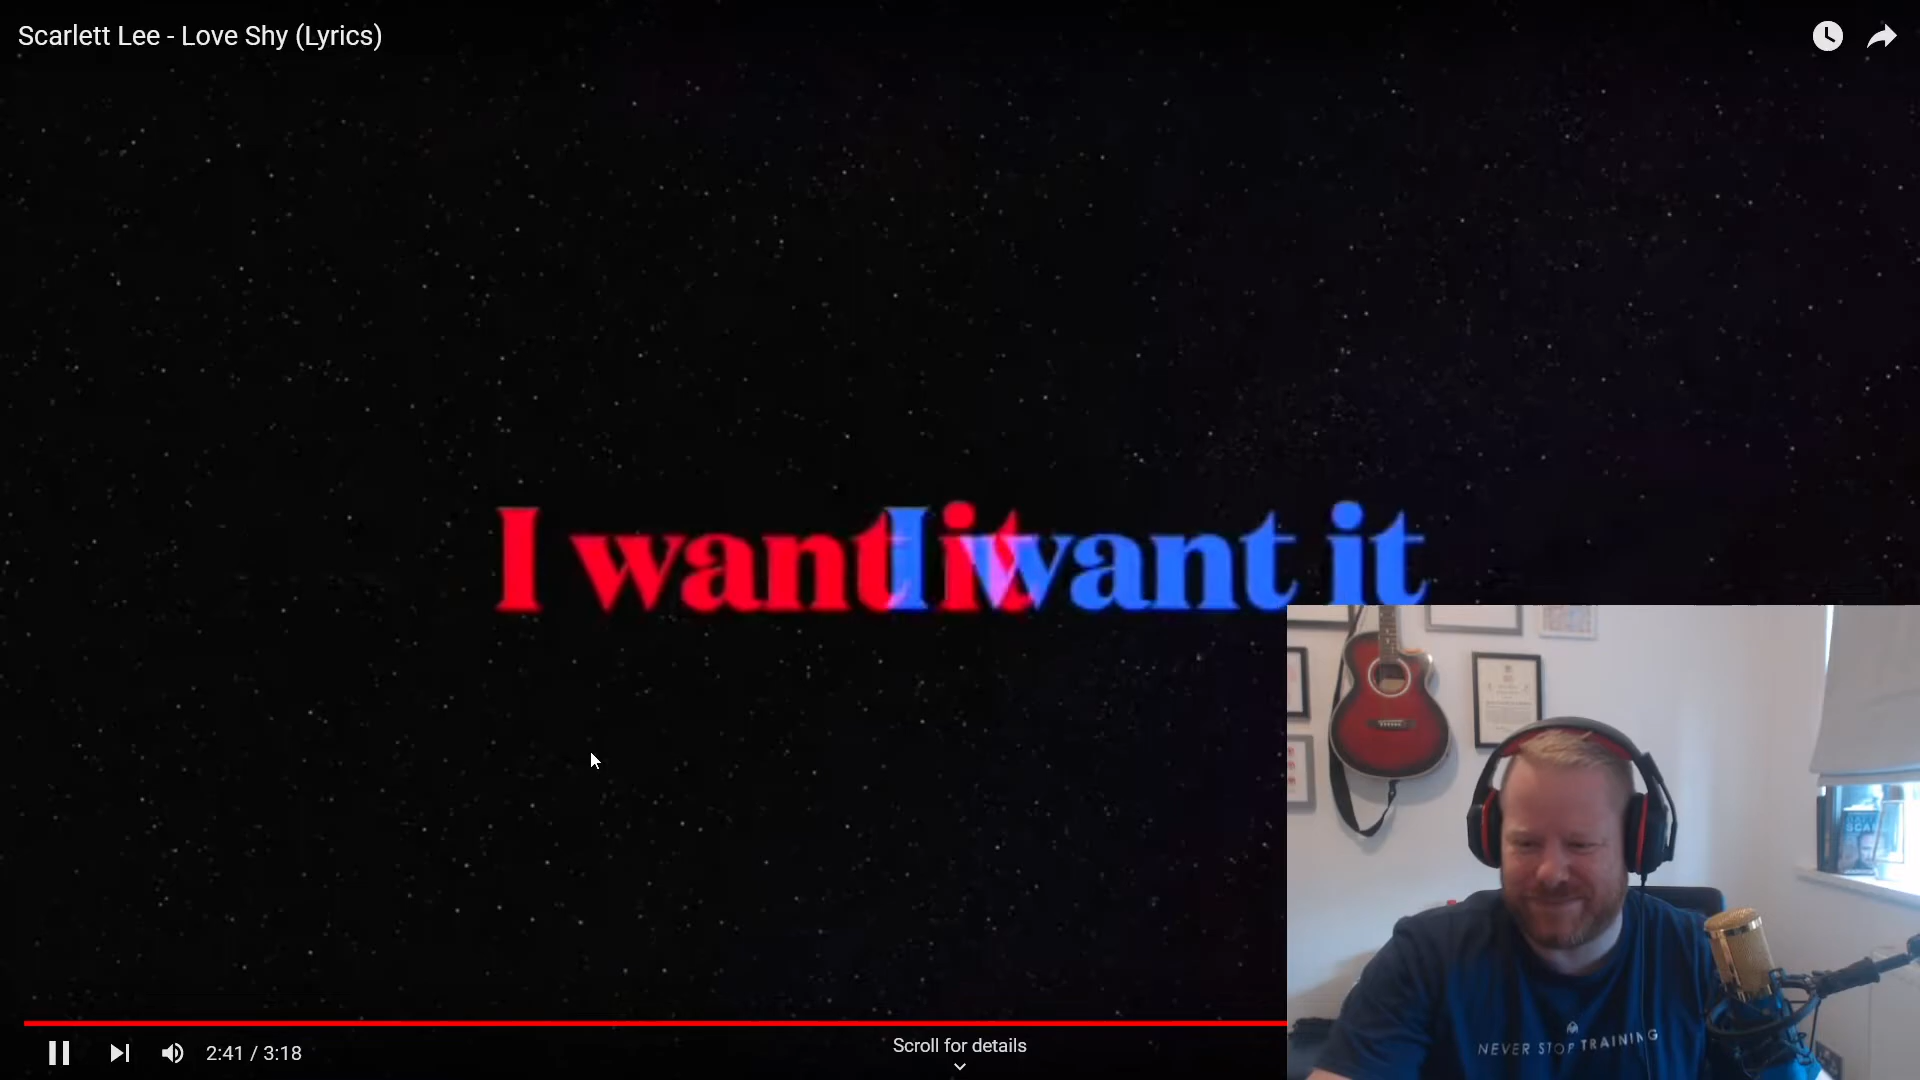 Scarlett Lee - Love Shy (Lyrics)
I want it
I want it
SCA
NEVER STOP TRAINING
2:41 / 3:18
Scroll for details